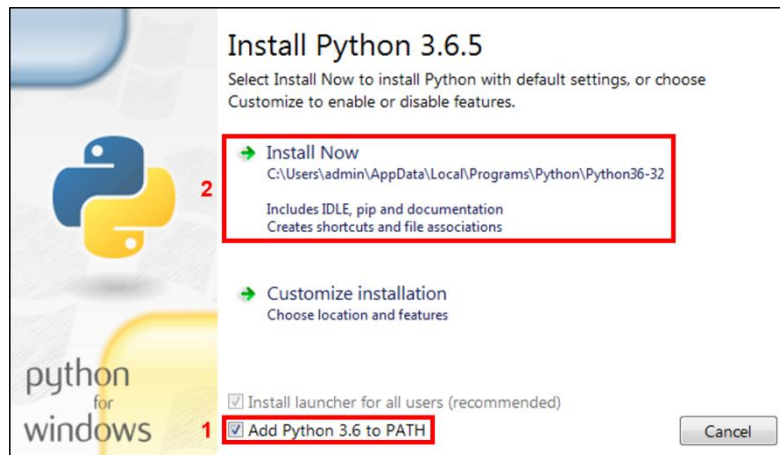 Install Python 3.6.5
Select Install Now to install Python with default settings, or choose
Customize to enable or disable features.
Install Now
C:\Users\admin\AppData\Local\Programs\Python\Python36-32
2
Includes IDLE, pip and documentation
Creates shortcuts and file associations
Customize installation
Choose location and features
python
for
windows
Install launcher for all users (recommended)
1 Add Python 3.6 to PATH
Cancel